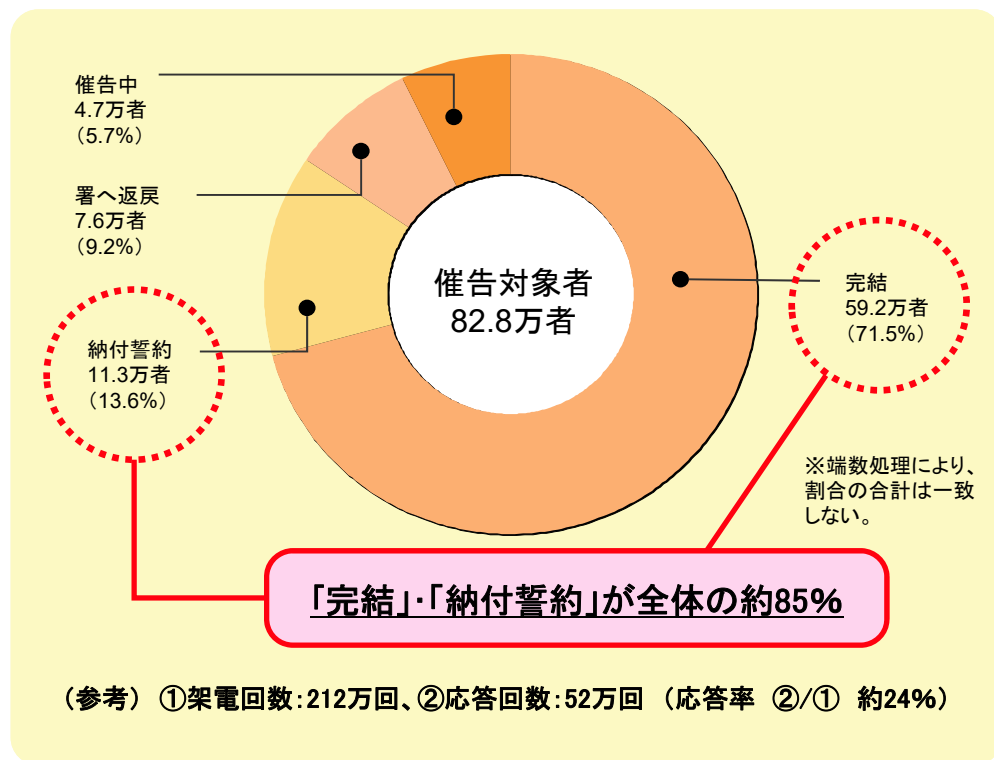 催告中
4.7万者
（5.7%）
署へ返戻
7.6万者
（9.2%）
催告対象者
82.8万者
完結
59.2万者
（71.5%）
納付誓約
11.3万者
（13.6%）
※端数処理により、
割合の合計は一致
しない。
「完結」・「納付誓約」が全体の約85％
（参考） ①架電回数：212万回、②応答回数：52万回 （応答率 ②/① 約24％）